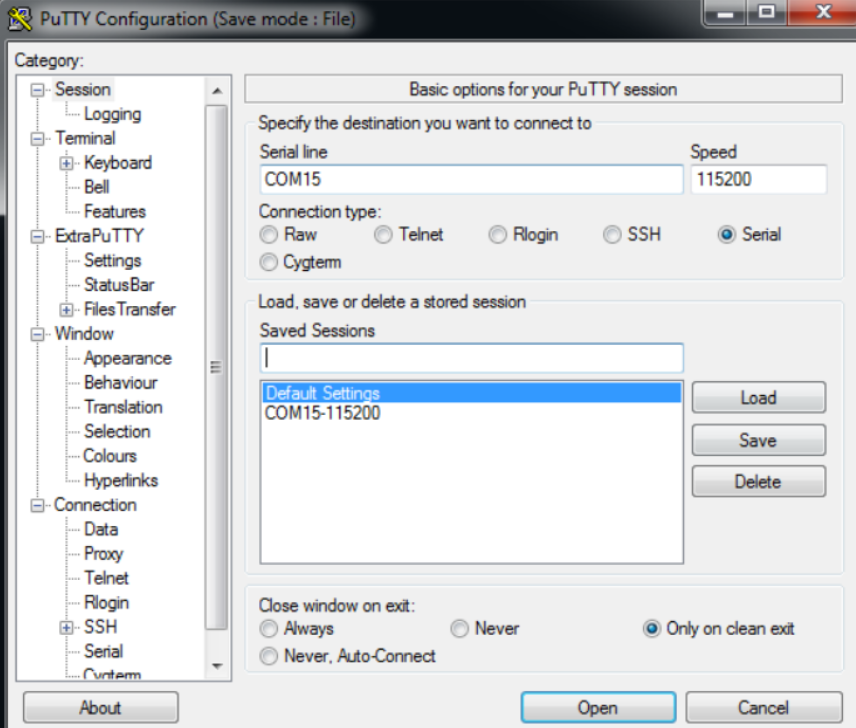 PuTTY Configuration (Save mode : File)
Category:
Session
Logging
Terminal
Keyboard
Bell
Features
ExtraPuTTY
Settings
StatusBar
FilesTransfer
Window
Appearance
Behaviour
Translation
Selection
Colours
Hyperlinks
Connection
Data
Proxy
Telnet
Rlogin
SSH
Serial
Cygterm
About
Basic options for your PuTTY session
Specify the destination you want to connect to
Serial line Speed
COM15 115200
Connection type:
Raw Telnet Rlogin SSH Serial
Cygterm
Load, save or delete a stored session
Saved Sessions
Default Settings
COM15-115200
Load
Save
Delete
Close window on exit:
Always Never Only on clean exit
Never, Auto-Connect
Open Cancel